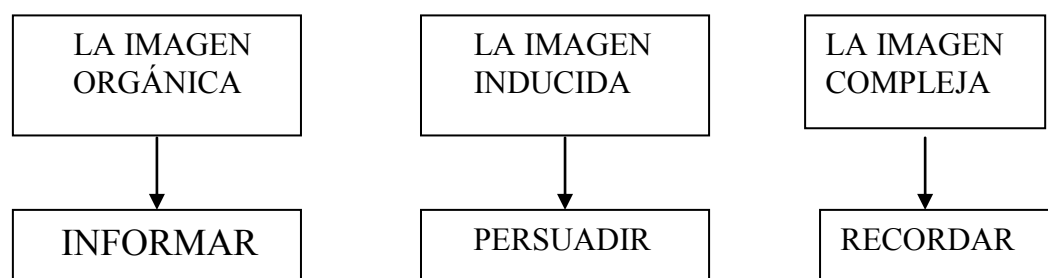 LA IMAGEN
ORGÁNICA
LA IMAGEN
INDUCIDA
LA IMAGEN
COMPLEJA
INFORMAR
PERSUADIR
RECORDAR